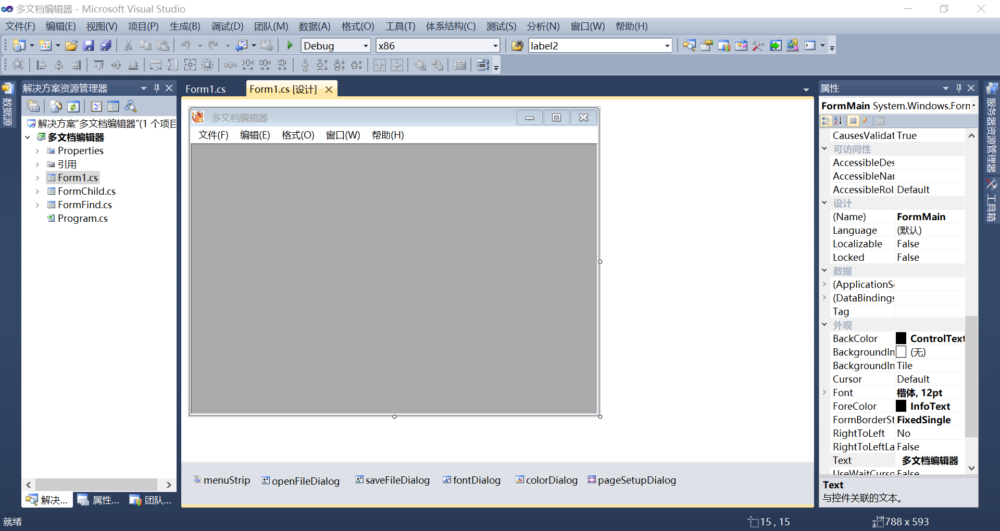 多文档编辑器 - Microsoft Visual Studio
文件(F) 编辑(E) 视图(V) 项目(P) 生成(B) 调试(D) 团队(M) 数据(A) 格式(O) 工具(T) 体系结构(C) 测试(S) 分析(N) 窗口(W) 帮助(H)
Debug x86 label2
数据源
解决方案资源管理器
解决方案“多文档编辑器”(1 个项目
多文档编辑器
Properties
引用
Form1.cs
FormChild.cs
FormFind.cs
Program.cs
解决... 属性... 团队...
Form1.cs Form1.cs [设计]
多文档编辑器
文件(F) 编辑(E) 格式(O) 窗口(W) 帮助(H)
menuStrip openFileDialog saveFileDialog fontDialog colorDialog pageSetupDialog
属性
FormMain System.Windows.Forn
CausesValidat True
可访问性
AccessibleDes
AccessibleNar
AccessibleRol Default
设计
(Name) FormMain
Language (默认)
Localizable False
Locked False
数据
(ApplicationS
(DataBindings
Tag
外观
BackColor ControlText
BackgroundIn (无)
BackgroundIn Tile
Cursor Default
Font 楷体, 12pt
ForeColor InfoText
FormBorderSt FixedSingle
RightToLeft No
RightToLeftLa False
Text 多文档编辑器
UseWaitCurso False
Text
与控件关联的文本。
服务器资源管理器
工具箱
就绪 15 , 15 788 x 593